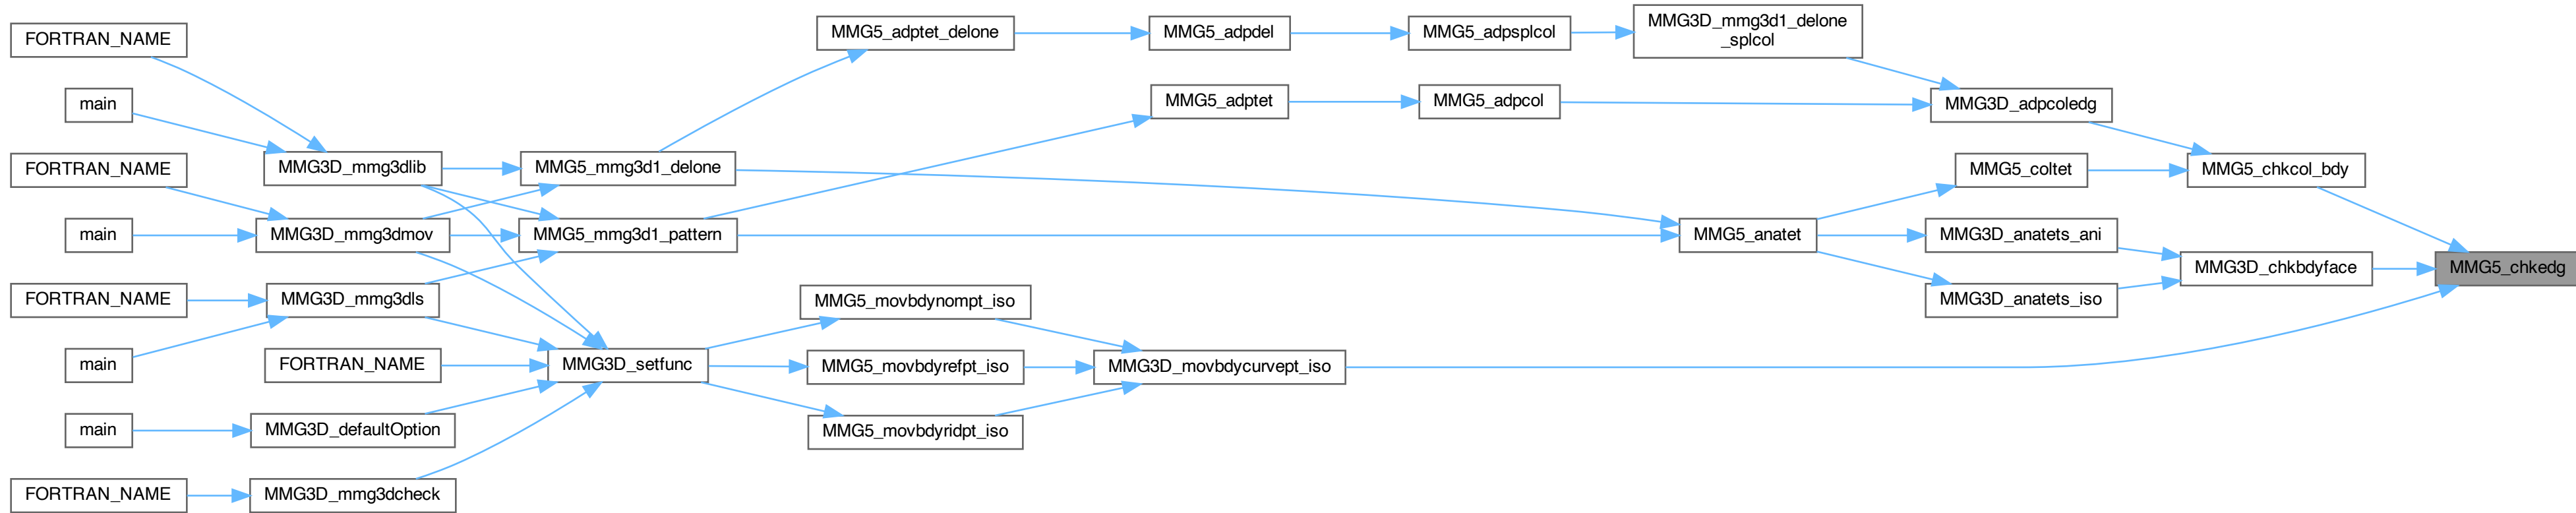 FORTRAN_NAME
main
FORTRAN_NAME
main
FORTRAN_NAME
main
main
FORTRAN_NAME
MMG3D_mmg3dlib
MMG3D_mmg3dmov
MMG3D_mmg3dls
FORTRAN_NAME
MMG3D_defaultOption
MMG3D_mmg3dcheck
MMG5_mmg3d1_delone
MMG5_mmg3d1_pattern
MMG3D_setfunc
MMG5_adptet_delone
MMG5_movbdynompt_iso
MMG5_movbdyrefpt_iso
MMG5_movbdyridpt_iso
MMG5_adpdel
MMG5_adptet
MMG3D_movbdycurvept_iso
MMG5_adpsplcol
MMG5_adpcol
MMG3D_mmg3d1_delone
_splcol
MMG5_anatet
MMG3D_adpcoledg
MMG5_coltet
MMG3D_anatets_ani
MMG3D_anatets_iso
MMG5_chkcol_bdy
MMG3D_chkbdyface
MMG5_chkedg